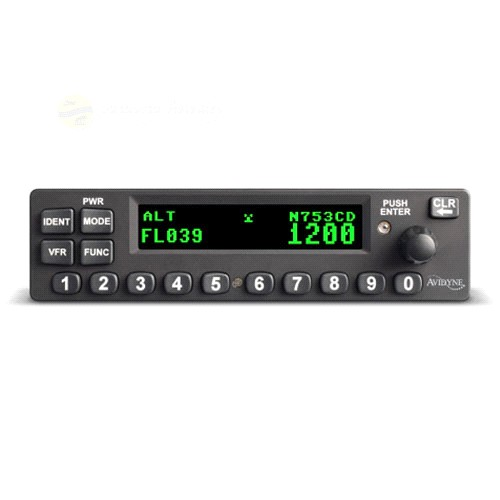 PWR
IDENT MODE
VFR FUNC
ALT N753CD
FL039 1200
PUSH
ENTER
CLR
1 2 3 4 5 6 7 8 9 0
AVIDYNE